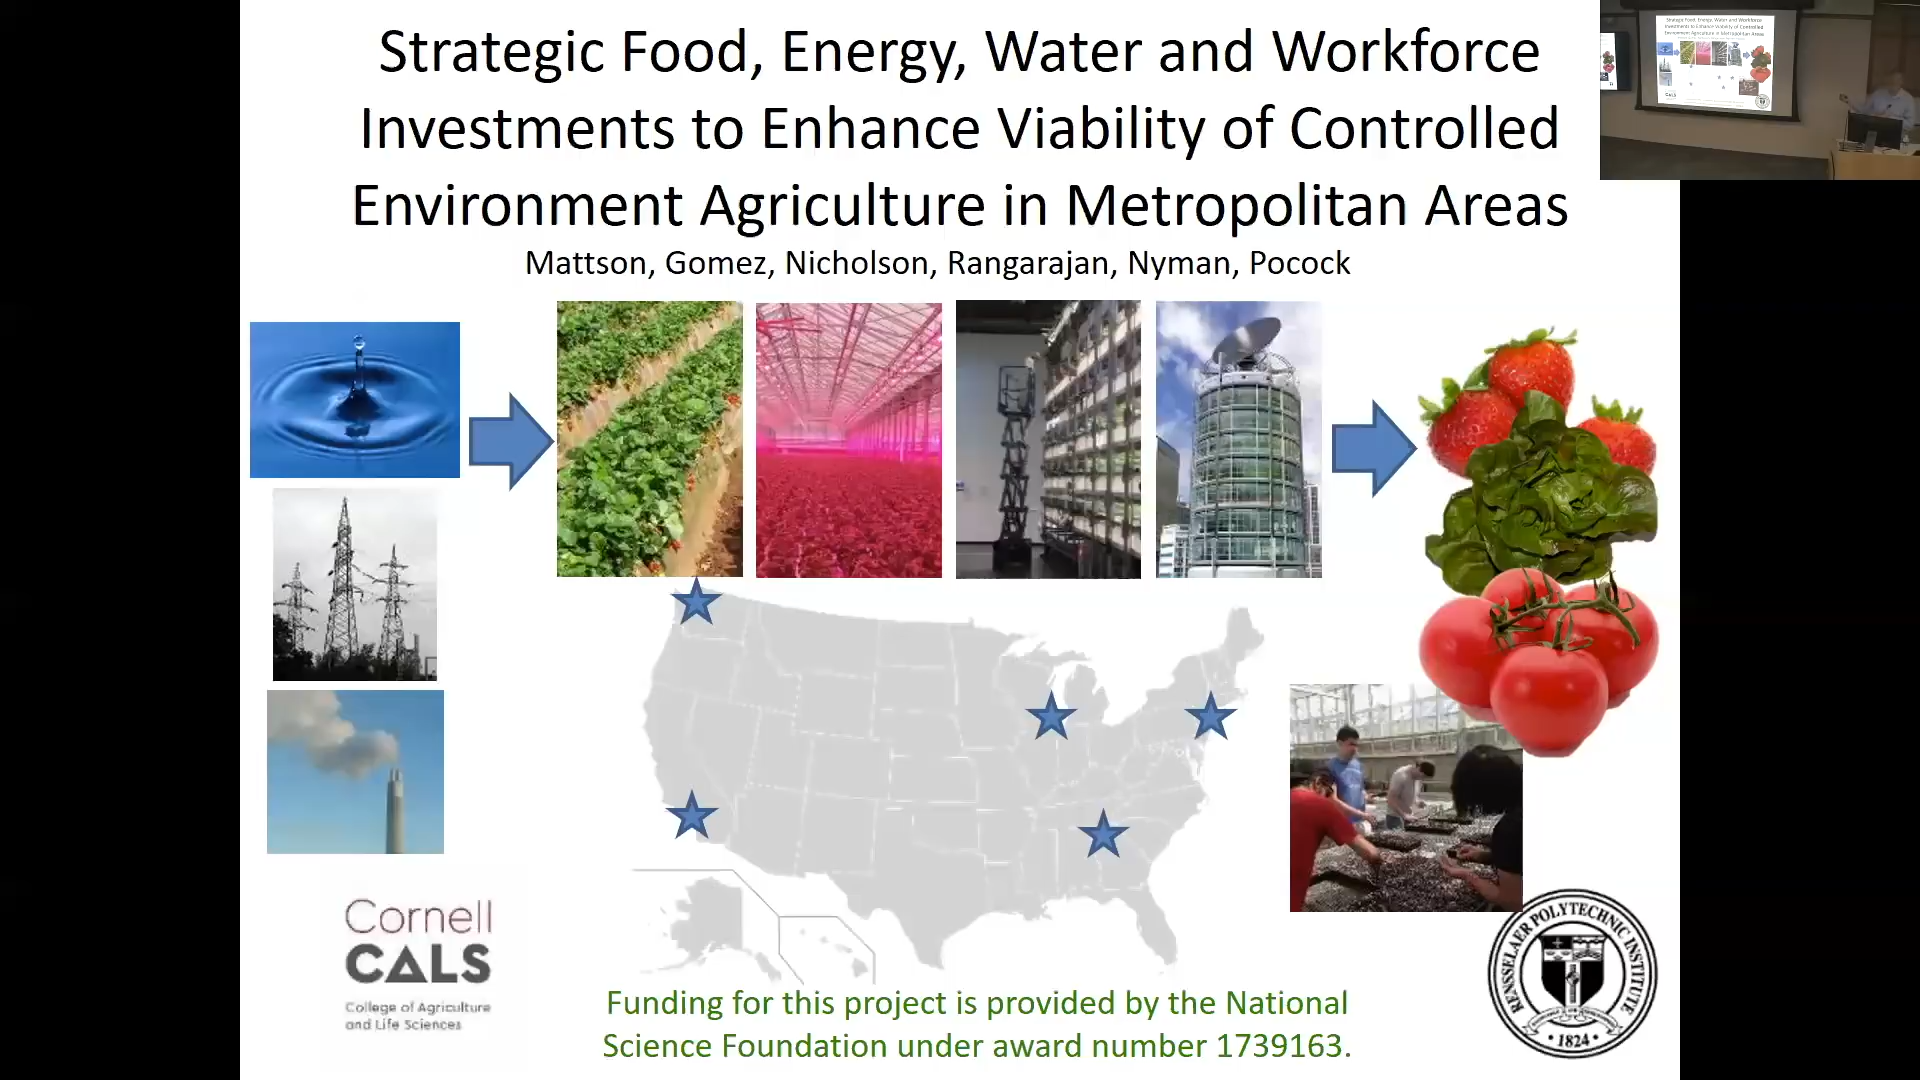 Strategic Food, Energy, Water and Workforce
Investments to Enhance Viability of Controlled
Environment Agriculture in Metropolitan Areas
Mattson, Gomez, Nicholson, Rangarajan, Nyman, Pocock
Cornell
CALS
College of Agriculture
and Life Sciences
Funding for this project is provided by the National
Science Foundation under award number 1739163.
RENSSELAER POLYTECHNIC INSTITUTE
• 1824 •